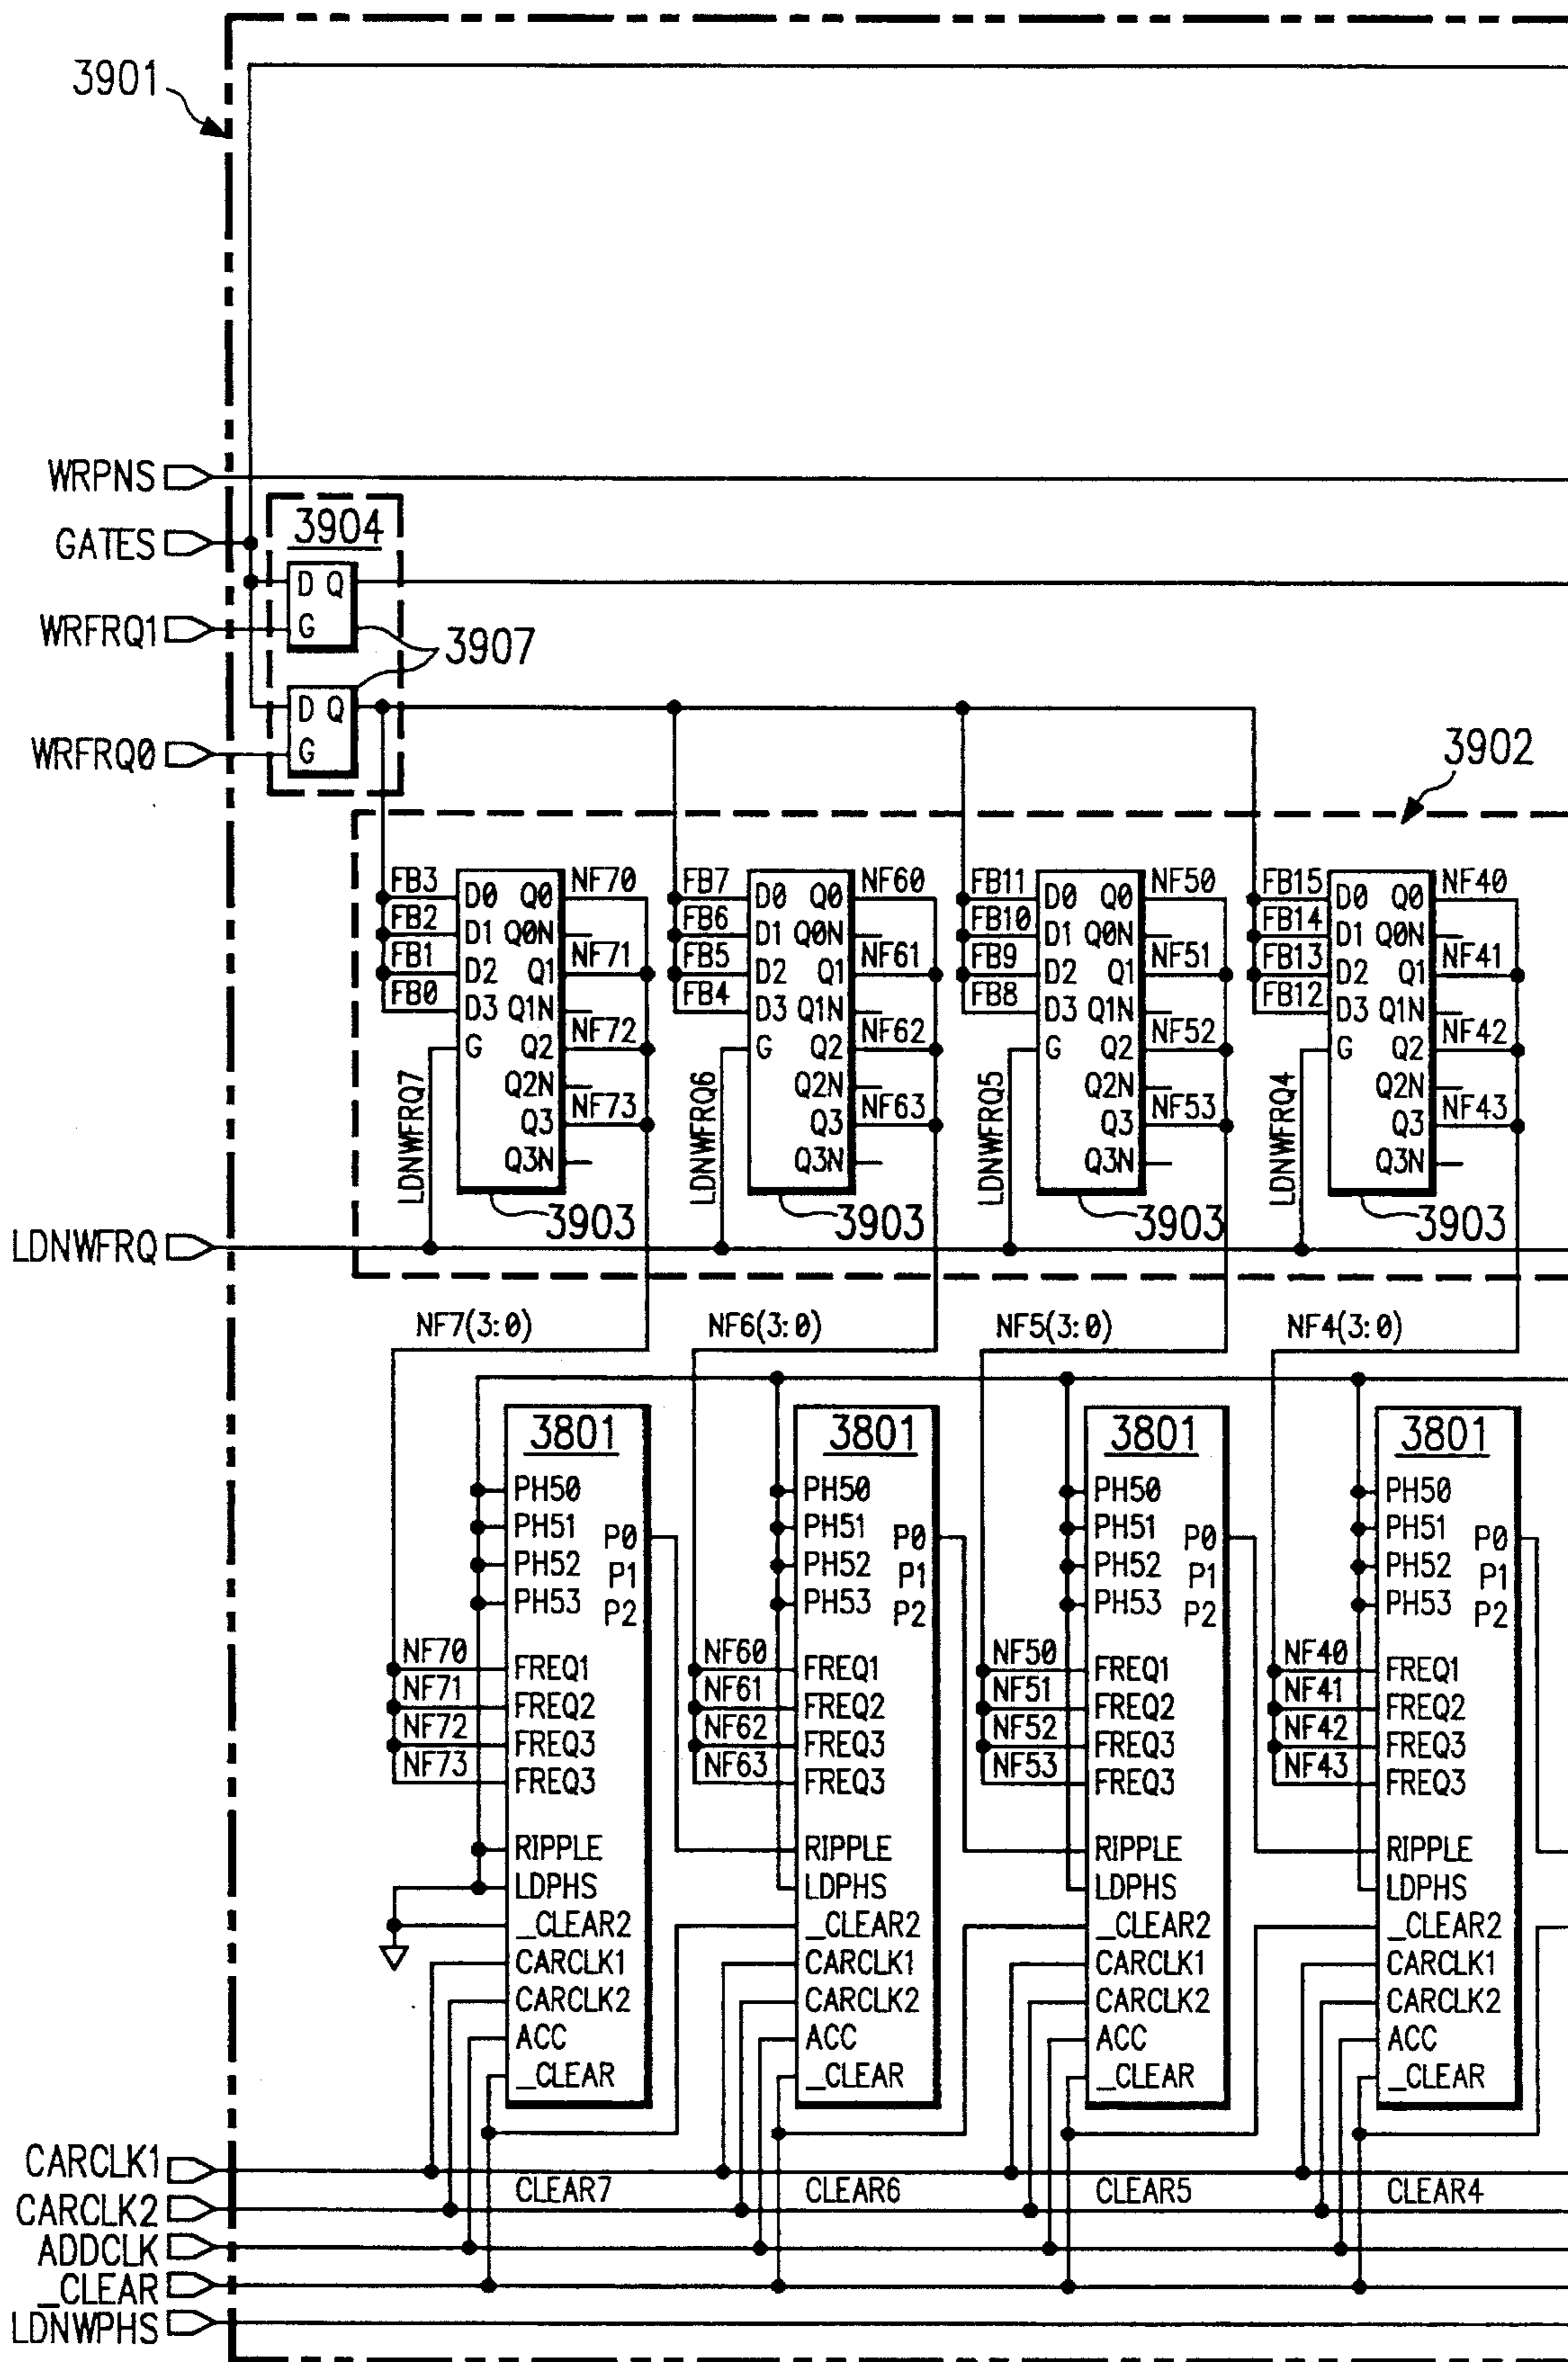 3901
WRPNS
GATES
3904
D Q
G
WRFRQ1
3907
D Q
G
WRFRQ0
3902
FB3 D0 Q0 NF70
FB2 D1 Q0N
FB1 D2 Q1 NF71
FB0 D3 Q1N
G Q2 NF72
Q2N
Q3 NF73
Q3N
LDNWFRQ7
3903
FB7 D0 Q0 NF60
FB6 D1 Q0N
FB5 D2 Q1 NF61
FB4 D3 Q1N
G Q2 NF62
Q2N
Q3 NF63
Q3N
LDNWFRQ6
3903
FB11 D0 Q0 NF50
FB10 D1 Q0N
FB9 D2 Q1 NF51
FB8 D3 Q1N
G Q2 NF52
Q2N
Q3 NF53
Q3N
LDNWFRQ5
3903
FB15 D0 Q0 NF40
FB14 D1 Q0N
FB13 D2 Q1 NF41
FB12 D3 Q1N
G Q2 NF42
Q2N
Q3 NF43
Q3N
LDNWFRQ4
3903
LDNWFRQ
NF7(3:0)
NF6(3:0)
NF5(3:0)
NF4(3:0)
3801
PH50
PH51 P0
PH52 P1
PH53 P2
NF70 FREQ1
NF71 FREQ2
NF72 FREQ3
NF73 FREQ3
RIPPLE
LDPHS
_CLEAR2
CARCLK1
CARCLK2
ACC
_CLEAR
3801
PH50
PH51 P0
PH52 P1
PH53 P2
NF60 FREQ1
NF61 FREQ2
NF62 FREQ3
NF63 FREQ3
RIPPLE
LDPHS
_CLEAR2
CARCLK1
CARCLK2
ACC
_CLEAR
3801
PH50
PH51 P0
PH52 P1
PH53 P2
NF50 FREQ1
NF51 FREQ2
NF52 FREQ3
NF53 FREQ3
RIPPLE
LDPHS
_CLEAR2
CARCLK1
CARCLK2
ACC
_CLEAR
3801
PH50
PH51 P0
PH52 P1
PH53 P2
NF40 FREQ1
NF41 FREQ2
NF42 FREQ3
NF43 FREQ3
RIPPLE
LDPHS
_CLEAR2
CARCLK1
CARCLK2
ACC
_CLEAR
CARCLK1
CLEAR7 CLEAR6 CLEAR5 CLEAR4
CARCLK2
ADDCLK
_CLEAR
LDNWPHS